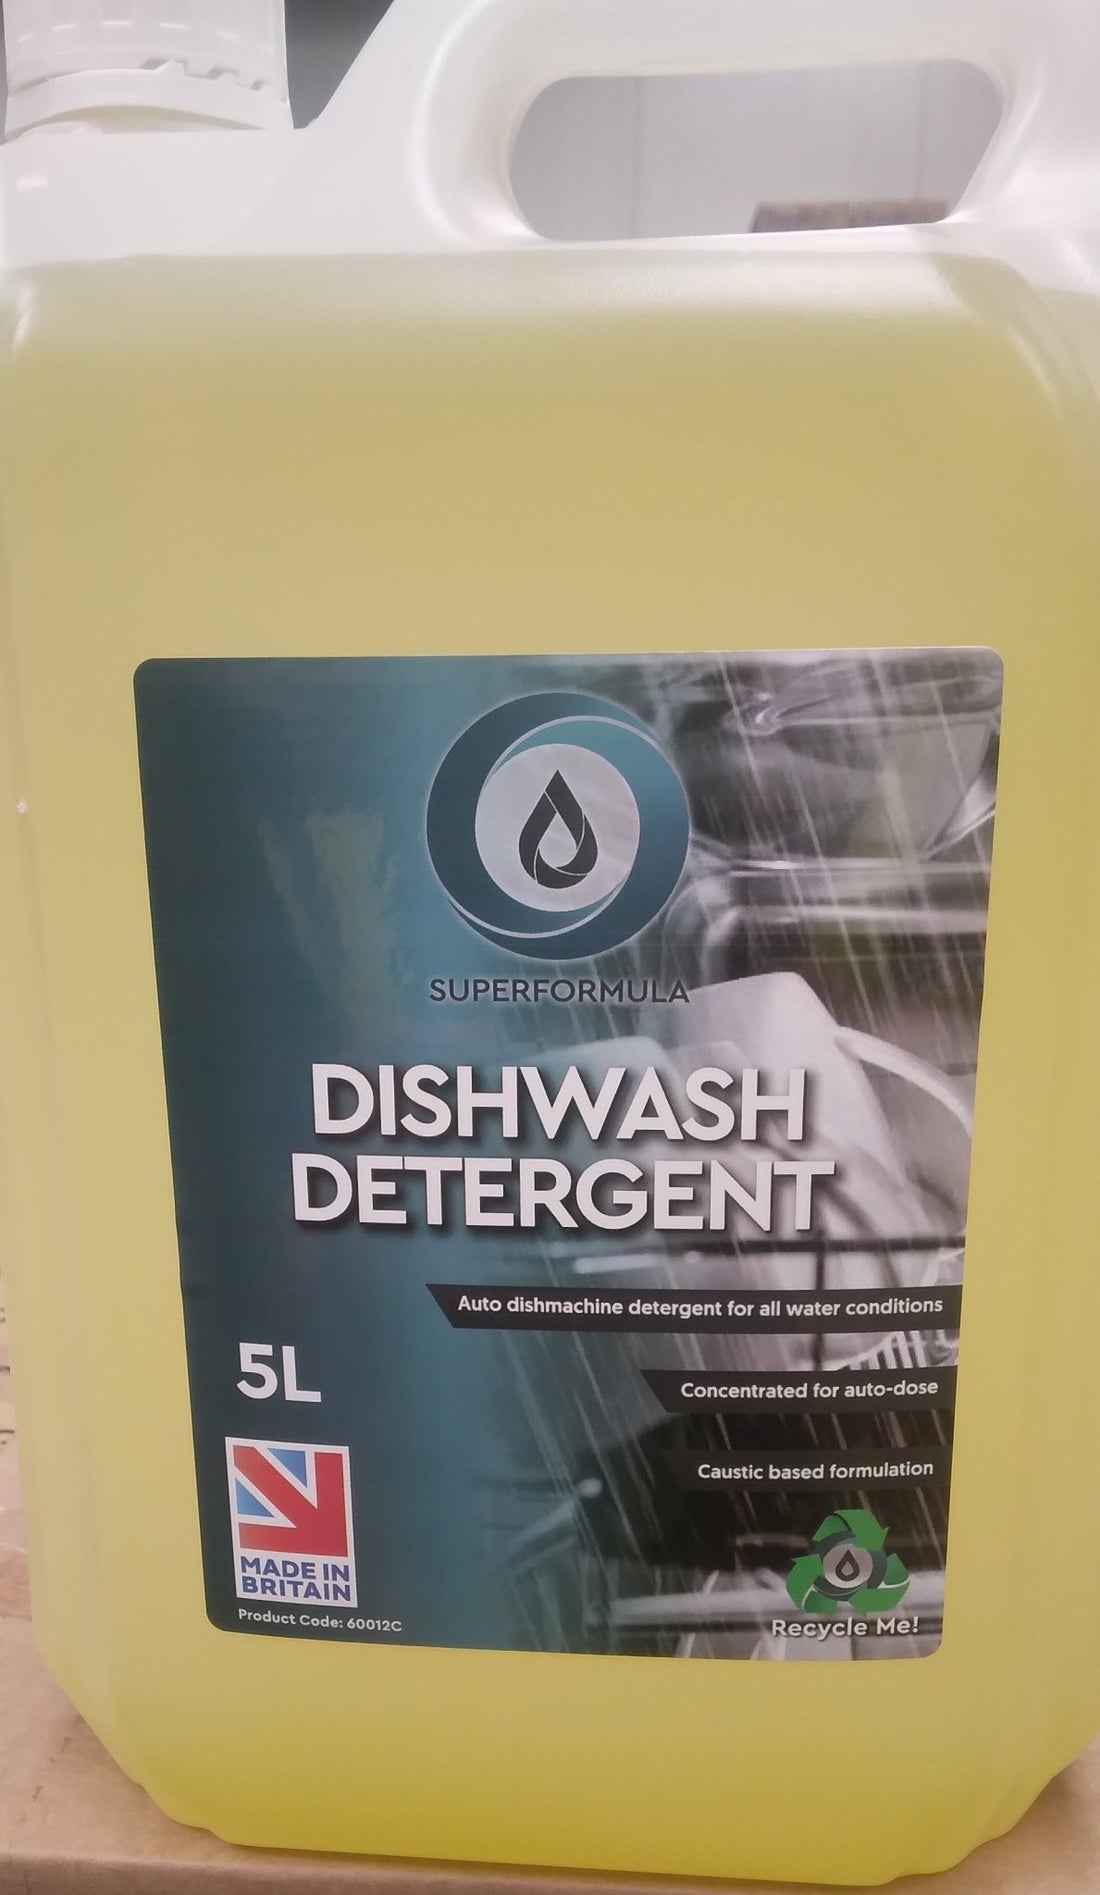 SUPERFORMULA
DISHWASH
DETERGENT
Auto dishmachine detergent for all water conditions
5L
Concentrated for auto-dose
Caustic based formulation
MADE IN
BRITAIN
Product Code: 60012C
Recycle Me!